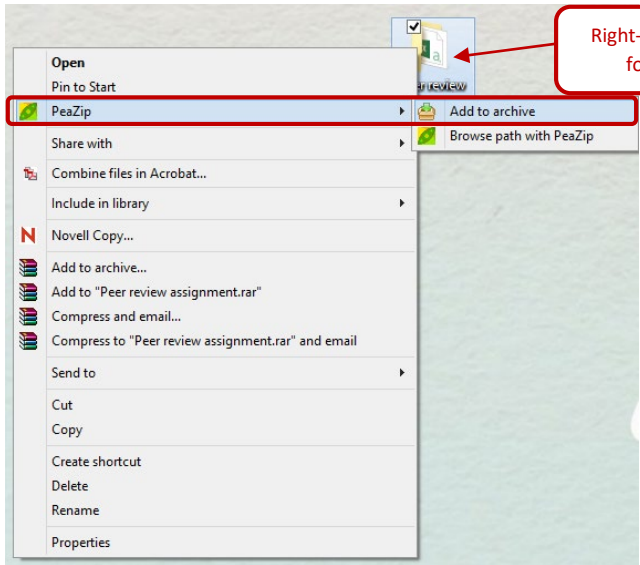 Right-
fo
er review
Open
Pin to Start
PeaZip
Add to archive
Browse path with PeaZip
Share with
Combine files in Acrobat...
Include in library
Novell Copy...
Add to archive...
Add to "Peer review assignment.rar"
Compress and email...
Compress to "Peer review assignment.rar" and email
Send to
Cut
Copy
Create shortcut
Delete
Rename
Properties